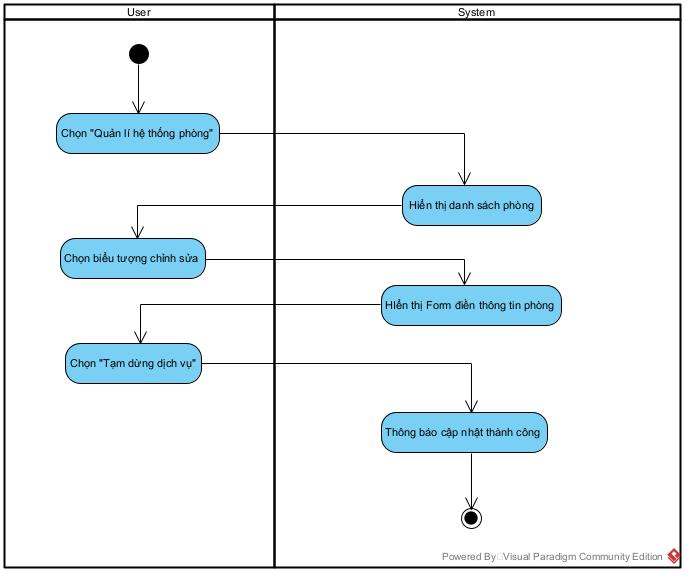 User
System
Chọn "Quản lí hệ thống phòng"
Hiển thị danh sách phòng
Chọn biểu tượng chỉnh sửa
HIển thị Form điền thông tin phòng
Chọn "Tạm dừng dịch vụ"
Thông báo cập nhật thành công
Powered By Visual Paradigm Community Edition